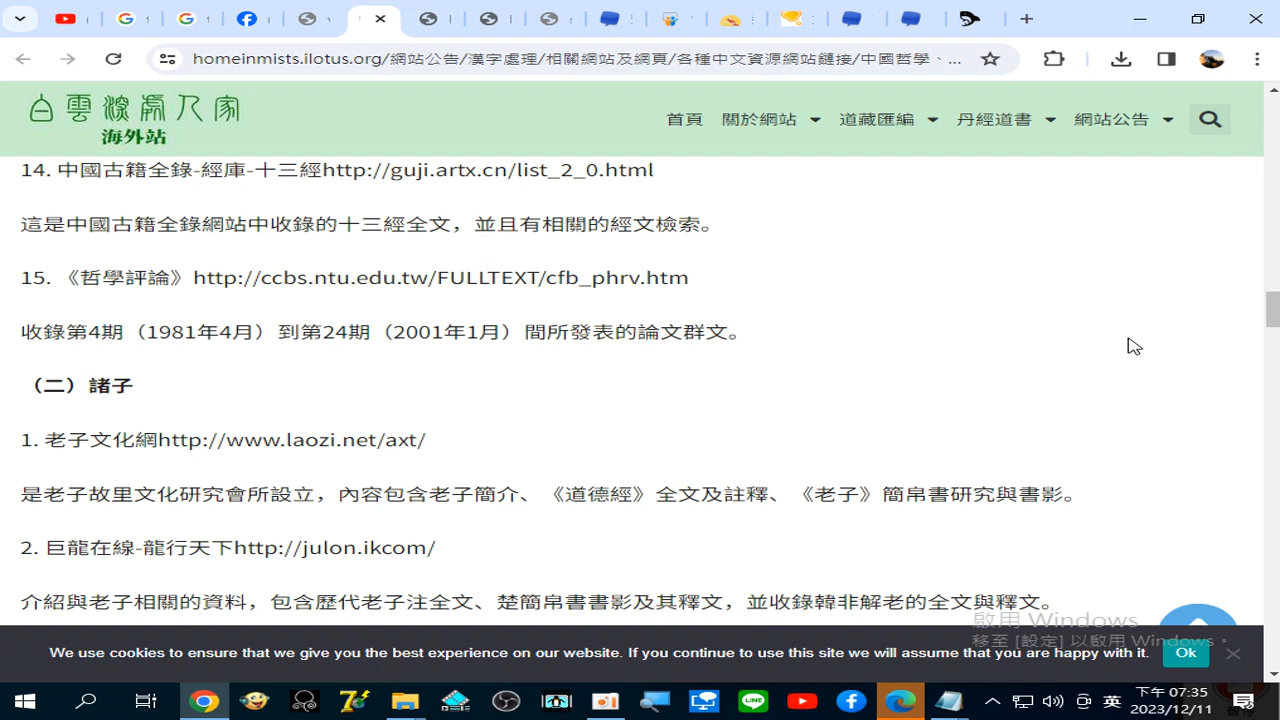 homeinmists.ilotus.org/網站公告/漢字處理/相關網站及網頁/各種中文資源網站鏈接/中國哲學、...
白雲深處人家
海外站
首頁 關於網站 道藏匯編 丹經道書 網站公告
14. 中國古籍全錄-經庫-十三經http://guji.artx.cn/list_2_0.html
這是中國古籍全錄網站中收錄的十三經全文，並且有相關的經文檢索。
15. 《哲學評論》http://ccbs.ntu.edu.tw/FULLTEXT/cfb_phrv.htm
收錄第4期（1981年4月）到第24期（2001年1月）間所發表的論文群文。
（二）諸子
1. 老子文化網http://www.laozi.net/axt/
是老子故里文化研究會所設立，內容包含老子簡介、《道德經》全文及註釋、《老子》簡帛書研究與書影。
2. 巨龍在線-龍行天下http://julon.ikcom/
介紹與老子相關的資料，包含歷代老子注全文、楚簡帛書書影及其釋文，並收錄韓非解老的全文與釋文。
啟用 Windows
移至 [設定] 以啟用 Windows。
We use cookies to ensure that we give you the best experience on our website. If you continue to use this site we will assume that you are happy with it.
Ok
英
下午 07:35
2023/12/11